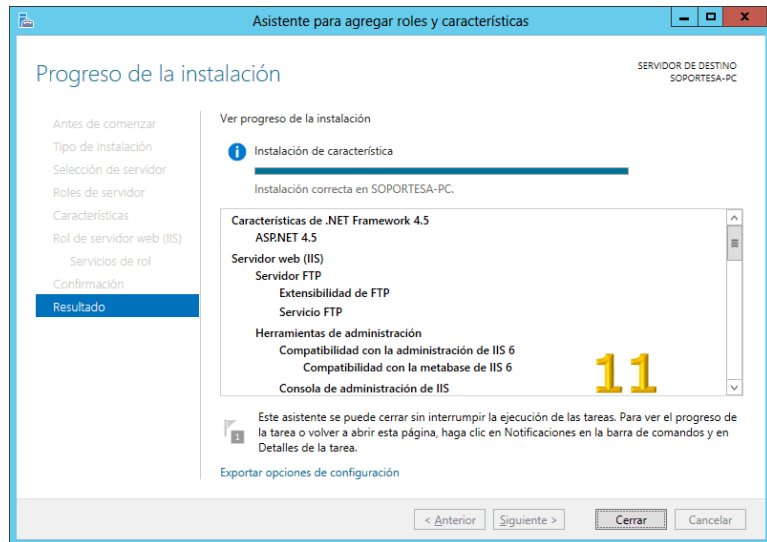 Asistente para agregar roles y características
Progreso de la instalación
SERVIDOR DE DESTINO
SOPORTESA-PC
Antes de comenzar
Tipo de instalación
Selección de servidor
Roles de servidor
Características
Rol de servidor web (IIS)
Servicios de rol
Confirmación
Resultado
Ver progreso de la instalación
Instalación de característica
Instalación correcta en SOPORTESA-PC.
Características de .NET Framework 4.5
ASP.NET 4.5
Servidor web (IIS)
Servidor FTP
Extensibilidad de FTP
Servicio FTP
Herramientas de administración
Compatibilidad con la administración de IIS 6
Compatibilidad con la metabase de IIS 6
Consola de administración de IIS
11
1
Este asistente se puede cerrar sin interrumpir la ejecución de las tareas. Para ver el progreso de
la tarea o volver a abrir esta página, haga clic en Notificaciones en la barra de comandos y en
Detalles de la tarea.
Exportar opciones de configuración
< Anterior
Siguiente >
Cerrar
Cancelar